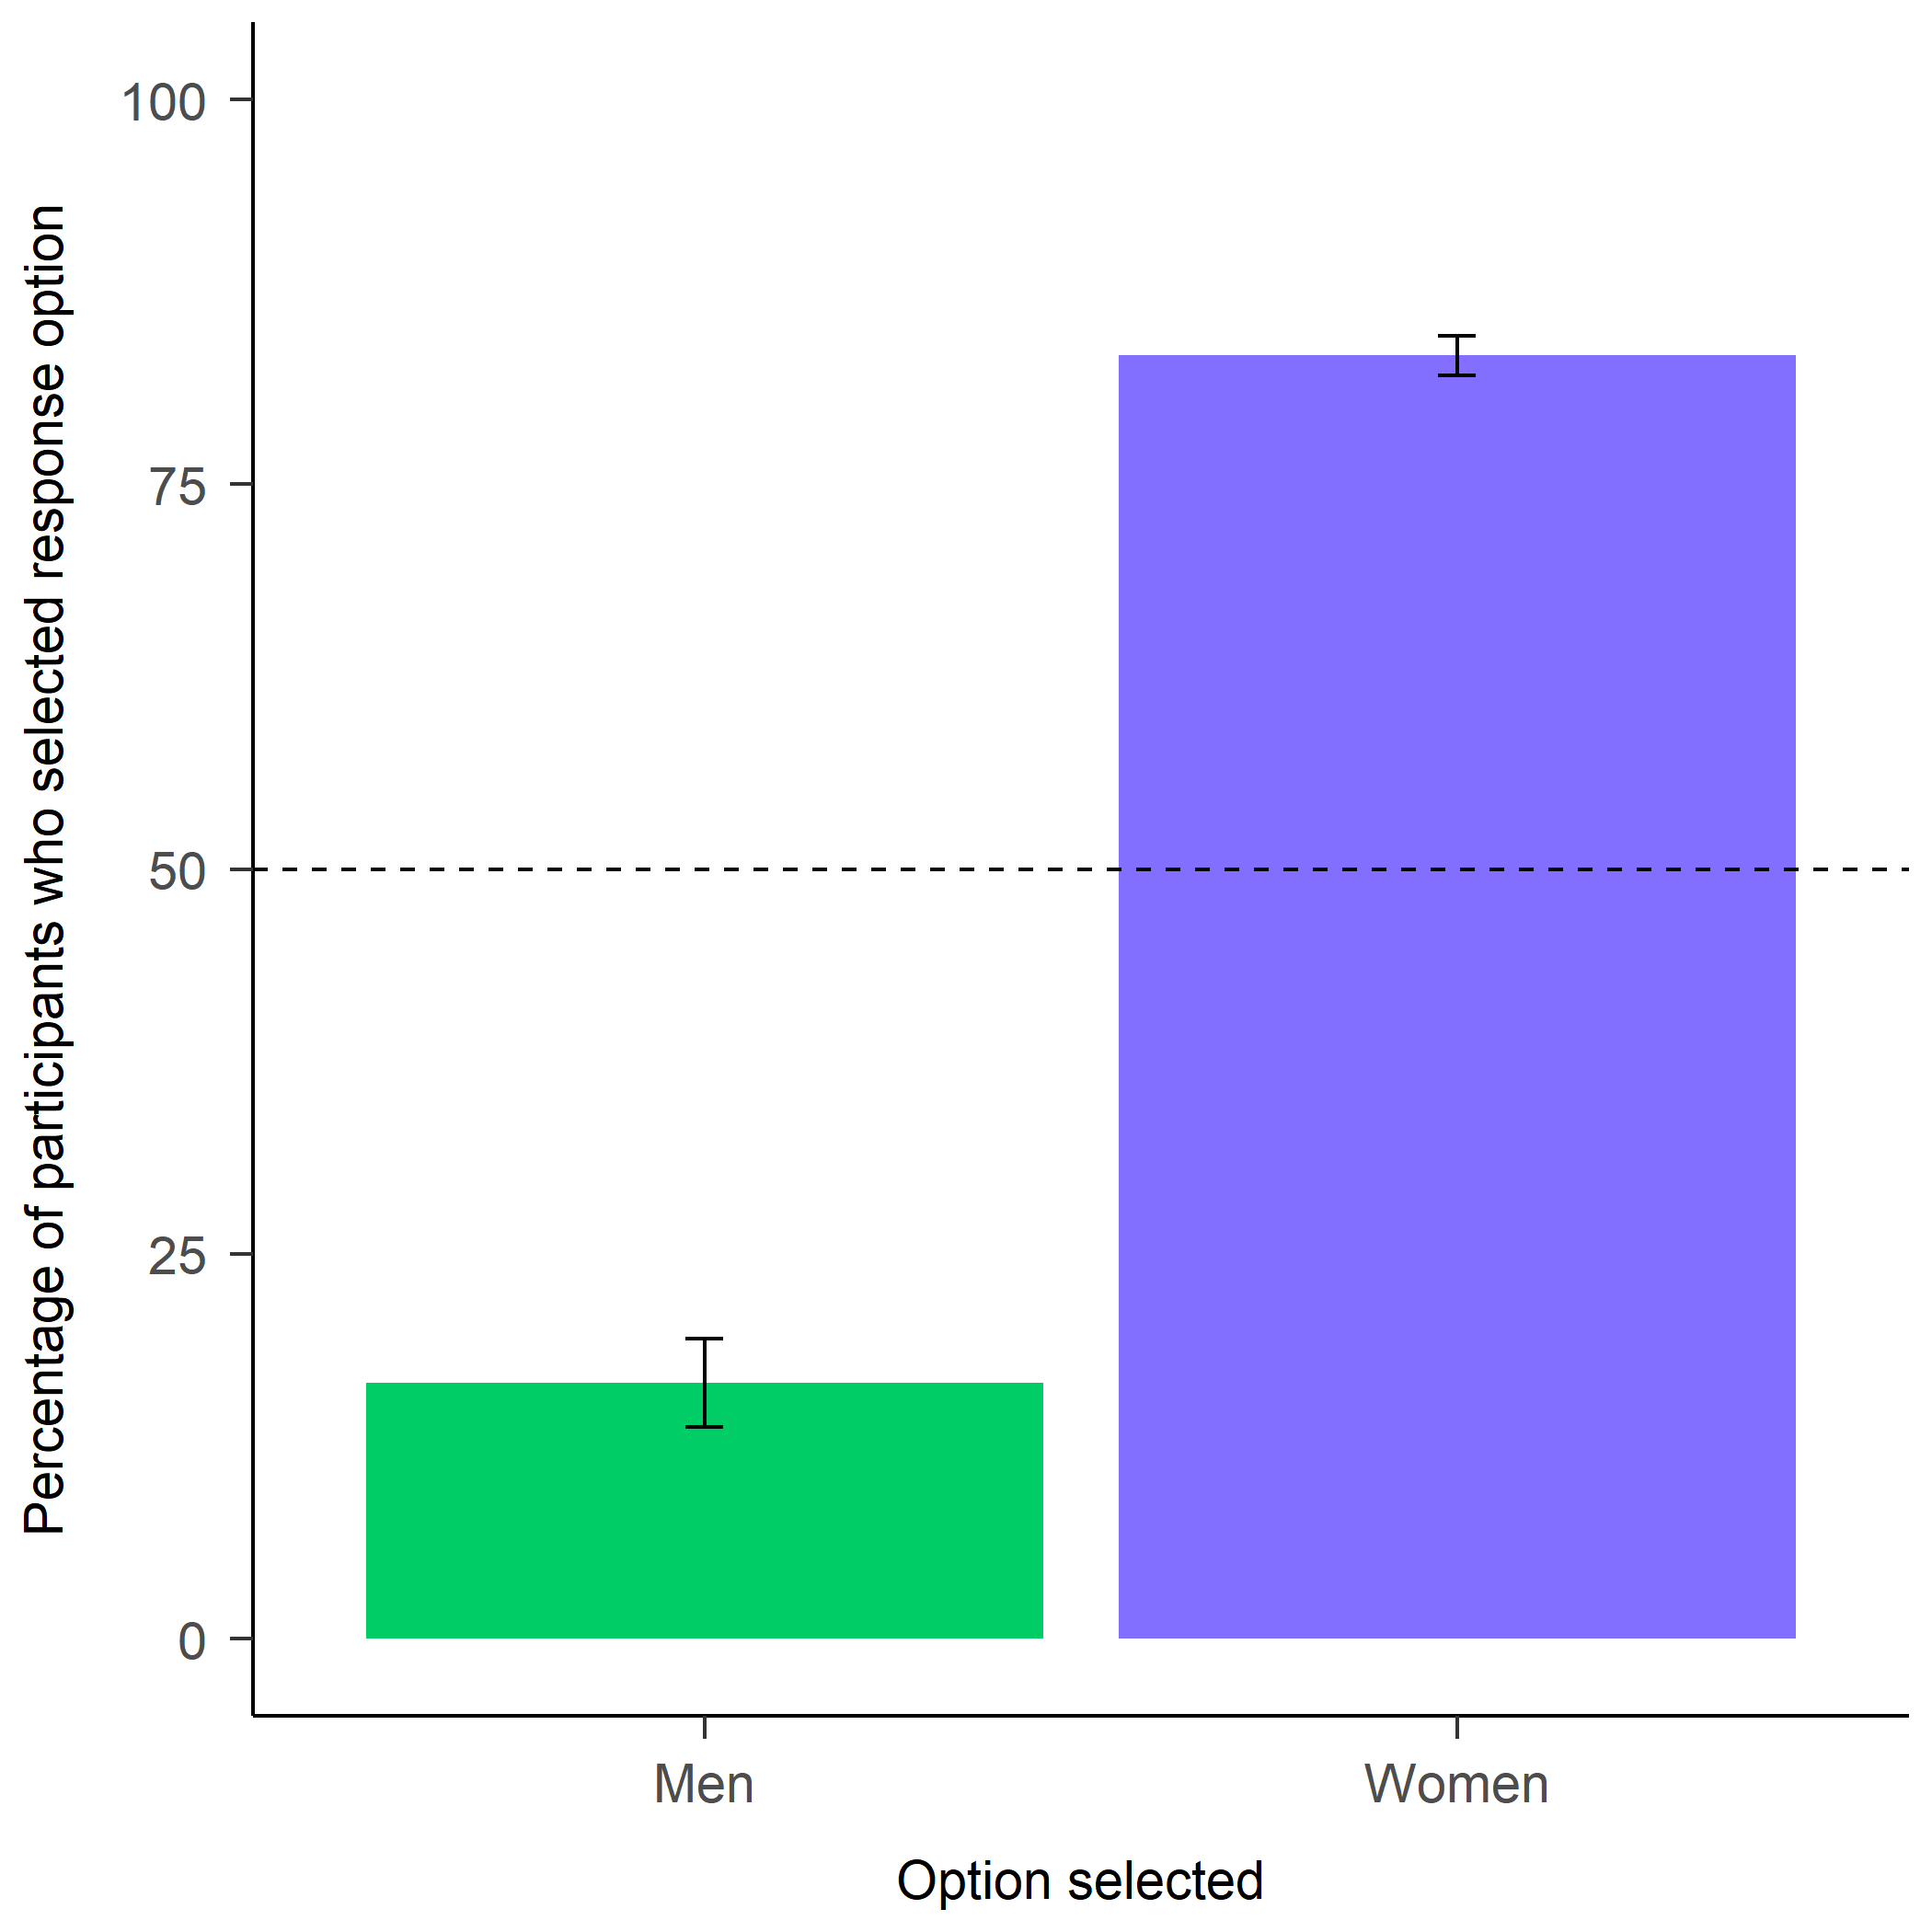 Percentage of participants who selected response option
100
75
50
25
0
Men
Women
Option selected